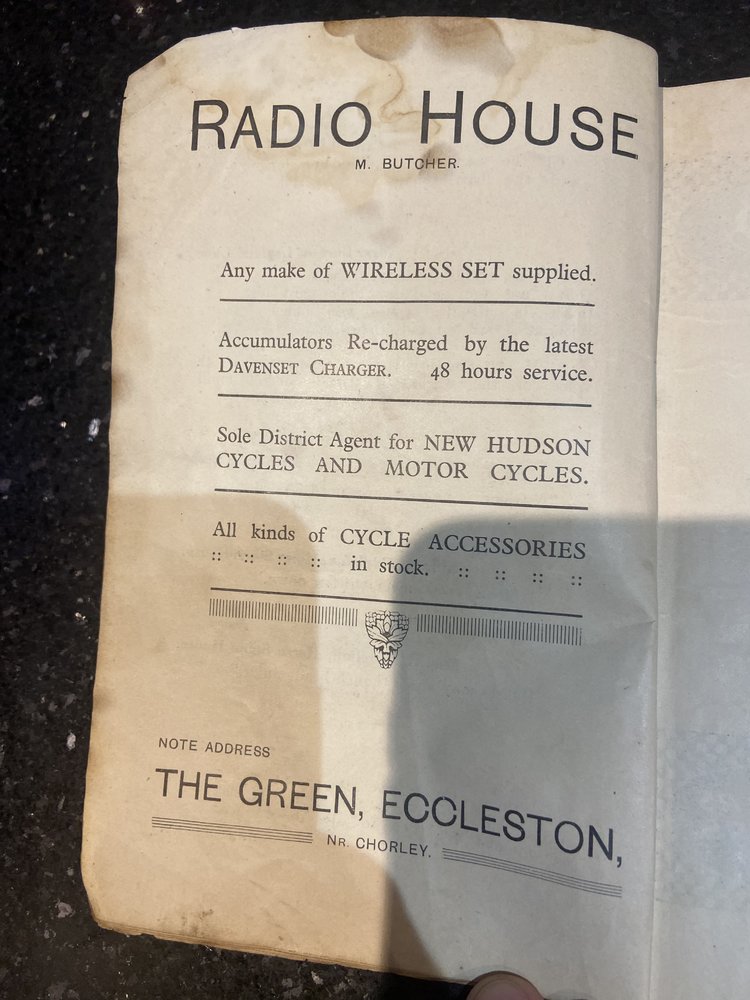 RADIO HOUSE
M. BUTCHER.
Any make of WIRELESS SET supplied.
Accumulators Re-charged by the latest
DAVENSET CHARGER. 48 hours service.
Sole District Agent for NEW HUDSON
CYCLES AND MOTOR CYCLES.
All kinds of CYCLE ACCESSORIES
:: :: :: :: in stock. :: :: :: ::
NOTE ADDRESS
THE GREEN, ECCLESTON,
NR. CHORLEY.